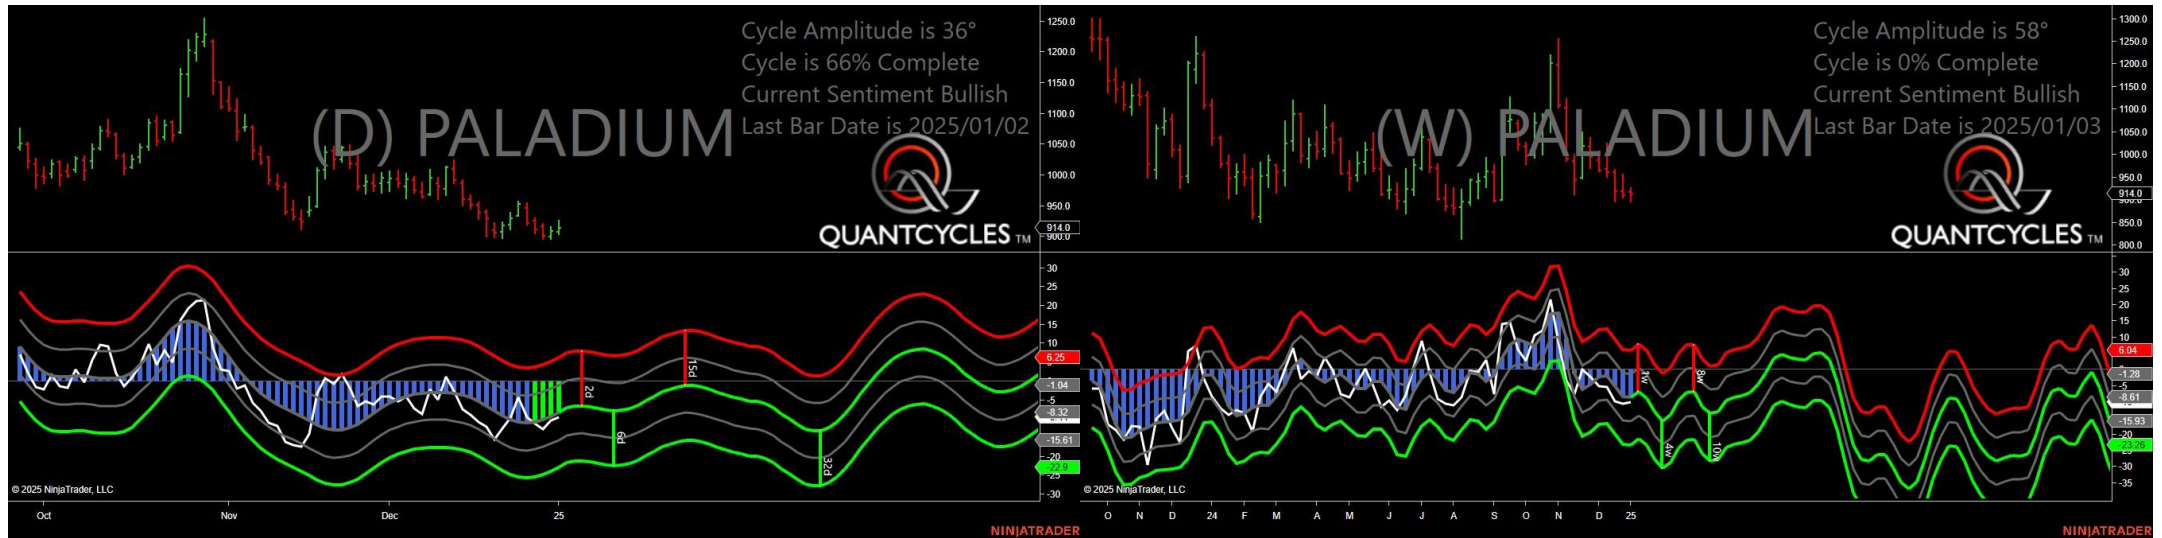 Cycle Amplitude is 36°
Cycle is 66% Complete
Current Sentiment Bullish
Last Bar Date is 2025/01/02
(D) PALADIUM
QUANTCYCLES TM
1250.0
1200.0
1150.0
1100.0
1050.0
1000.0
950.0
914.0
900.0
30
25
20
15
10
5
6.25
-1.04
-5
-8.32
-15.61
-20
-22.9
-25
-30
2d
15d
6d
32d
© 2025 NinjaTrader, LLC
Oct Nov Dec 25
NINJATRADER
Cycle Amplitude is 58°
Cycle is 0% Complete
Current Sentiment Bullish
Last Bar Date is 2025/01/03
(W) PALADIUM
QUANTCYCLES TM
1300.0
1250.0
1200.0
1150.0
1100.0
1050.0
1000.0
950.0
914.0
900.0
850.0
800.0
30
25
20
15
10
6.04
-1.28
-5
-8.61
-15.93
-20
-23.26
-30
-35
1w
8w
4w
10w
© 2025 NinjaTrader, LLC
O N D 24 F M A M J J A S O N D 25
NINJATRADER